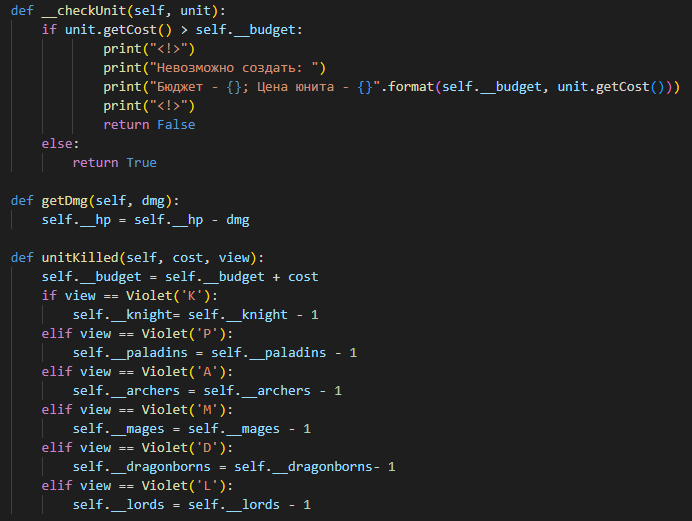 def __checkUnit(self, unit):
    if unit.getCost() > self.__budget:
            print("<!>")
            print("Невозможно создать: ")
            print("Бюджет - {}; Цена юнита - {}".format(self.__budget, unit.getCost()))
            print("<!>")
            return False
    else:
        return True

def getDmg(self, dmg):
    self.__hp = self.__hp - dmg

def unitKilled(self, cost, view):
    self.__budget = self.__budget + cost
    if view == Violet('K'):
        self.__knight= self.__knight - 1
    elif view == Violet('P'):
        self.__paladins = self.__paladins - 1
    elif view == Violet('A'):
        self.__archers = self.__archers - 1
    elif view == Violet('M'):
        self.__mages = self.__mages - 1
    elif view == Violet('D'):
        self.__dragonborns = self.__dragonborns- 1
    elif view == Violet('L'):
        self.__lords = self.__lords - 1